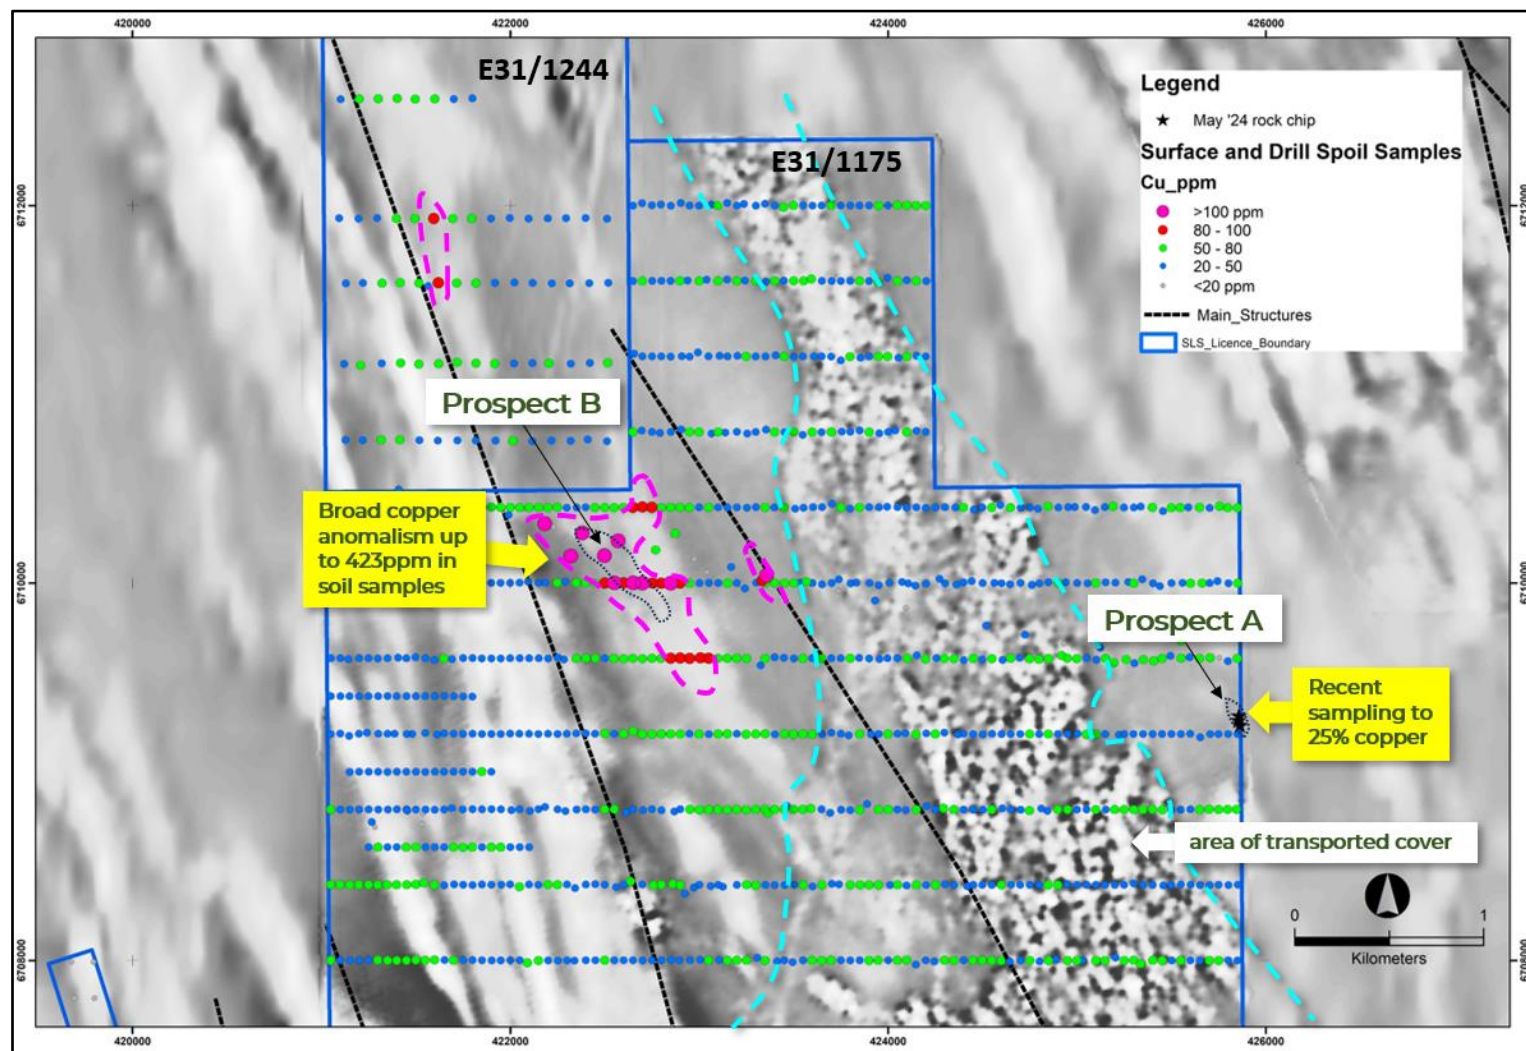 420000
422000
424000
426000
E31/1244
E31/1175
Legend
May '24 rock chip
Surface and Drill Spoil Samples
Cu_ppm
>100 ppm
80 - 100
50 - 80
20 - 50
<20 ppm
Main_Structures
SLS_Licence_Boundary
6712000
6712000
Prospect B
Broad copper
anomalism up
to 423ppm in
soil samples
6710000
6710000
Prospect A
Recent
sampling to
25% copper
area of transported cover
0
1
Kilometers
6708000
6708000
420000
422000
424000
426000